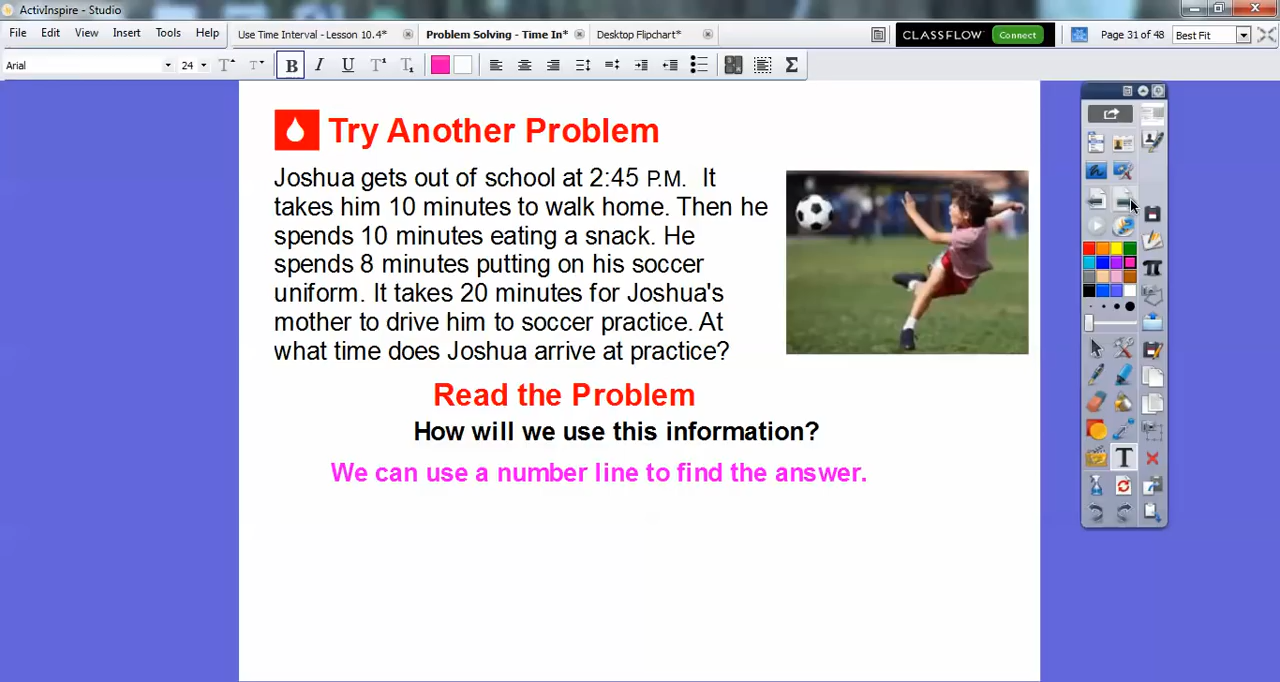 ActivInspire - Studio
File Edit View Insert Tools Help
Use Time Interval - Lesson 10.4*
Problem Solving - Time In*
Desktop Flipchart*
CLASSFLOW Connect
Page 31 of 48
Best Fit
Arial 24 B I U T T Σ
Try Another Problem
Joshua gets out of school at 2:45 P.M. It
takes him 10 minutes to walk home. Then he
spends 10 minutes eating a snack. He
spends 8 minutes putting on his soccer
uniform. It takes 20 minutes for Joshua's
mother to drive him to soccer practice. At
what time does Joshua arrive at practice?
Read the Problem
How will we use this information?
We can use a number line to find the answer.